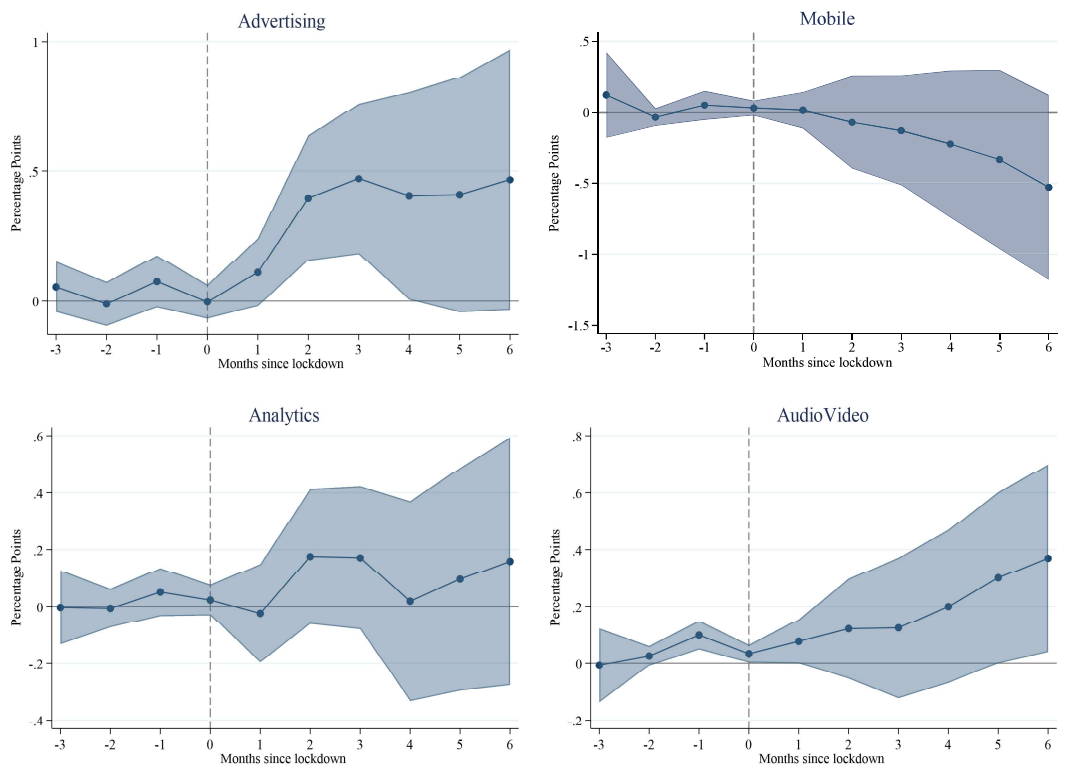 Advertising
Percentage Points
1
.5
0
-3 -2 -1 0 1 2 3 4 5 6
Months since lockdown
Mobile
Percentage Points
.5
0
-.5
-1
-1.5
-3 -2 -1 0 1 2 3 4 5 6
Months since lockdown
Analytics
Percentage Points
.6
.4
.2
0
-.2
.4
-3 -2 -1 0 1 2 3 4 5 6
Months since lockdown
AudioVideo
Percentage Points
.8
.6
.4
.2
0
.2
-3 -2 -1 0 1 2 3 4 5 6
Months since lockdown